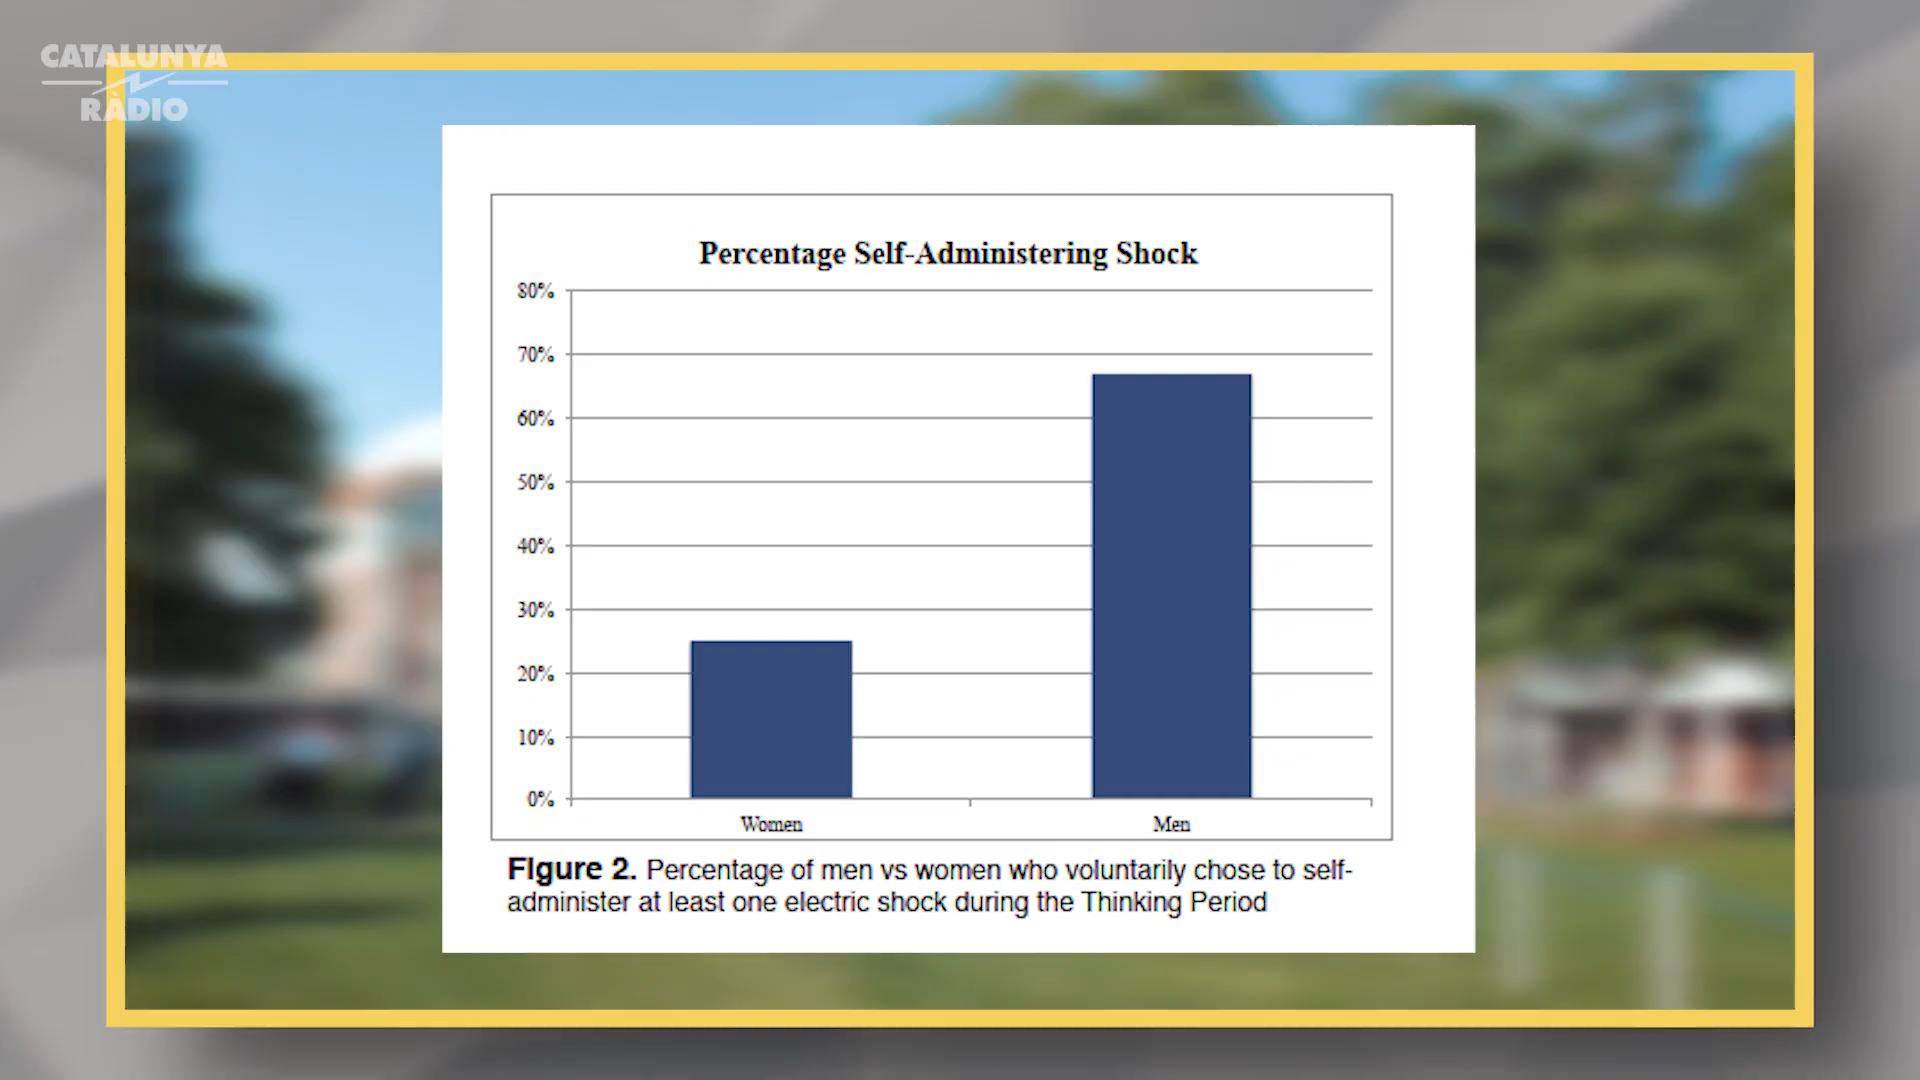 CATALUNYA
RÀDIO
Percentage Self-Administering Shock
80%
70%
60%
50%
40%
30%
20%
10%
0%
Women
Men
Figure 2. Percentage of men vs women who voluntarily chose to self-
administer at least one electric shock during the Thinking Period